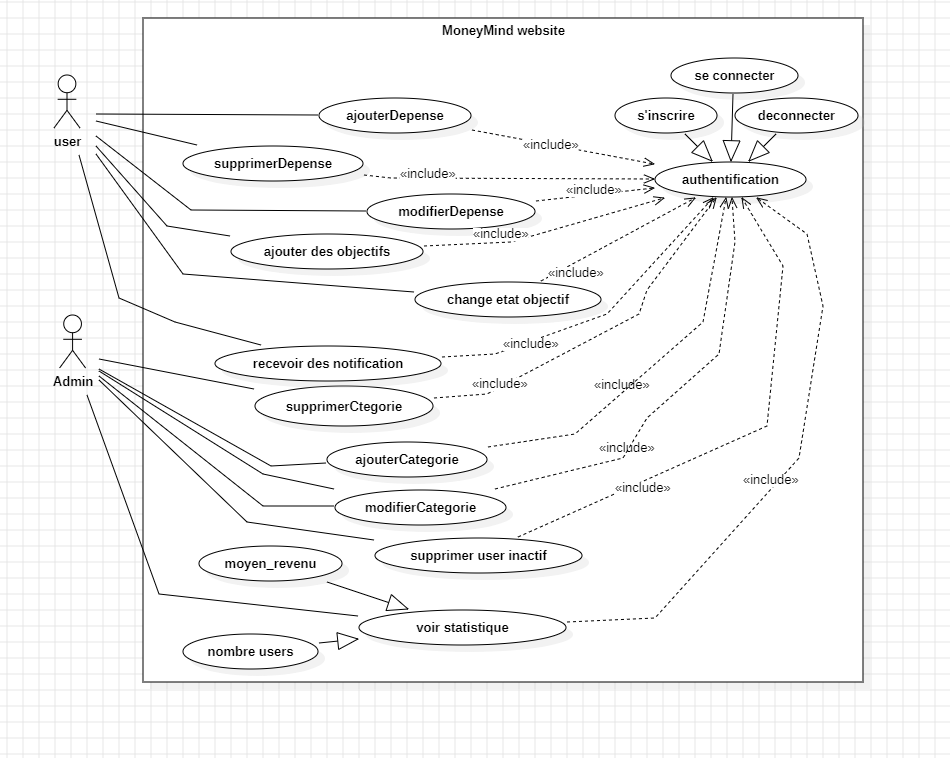 MoneyMind website
se connecter
s'inscrire
deconnecter
user
ajouterDepense
«include»
supprimerDepense
«include»
authentification
«include»
modifierDepense
«include»
ajouter des objectifs
«include»
change etat objectif
Admin
«include»
recevoir des notification
«include»
«include»
supprimerCtegorie
«include»
ajouterCategorie
«include»
«include»
modifierCategorie
supprimer user inactif
moyen_revenu
voir statistique
nombre users